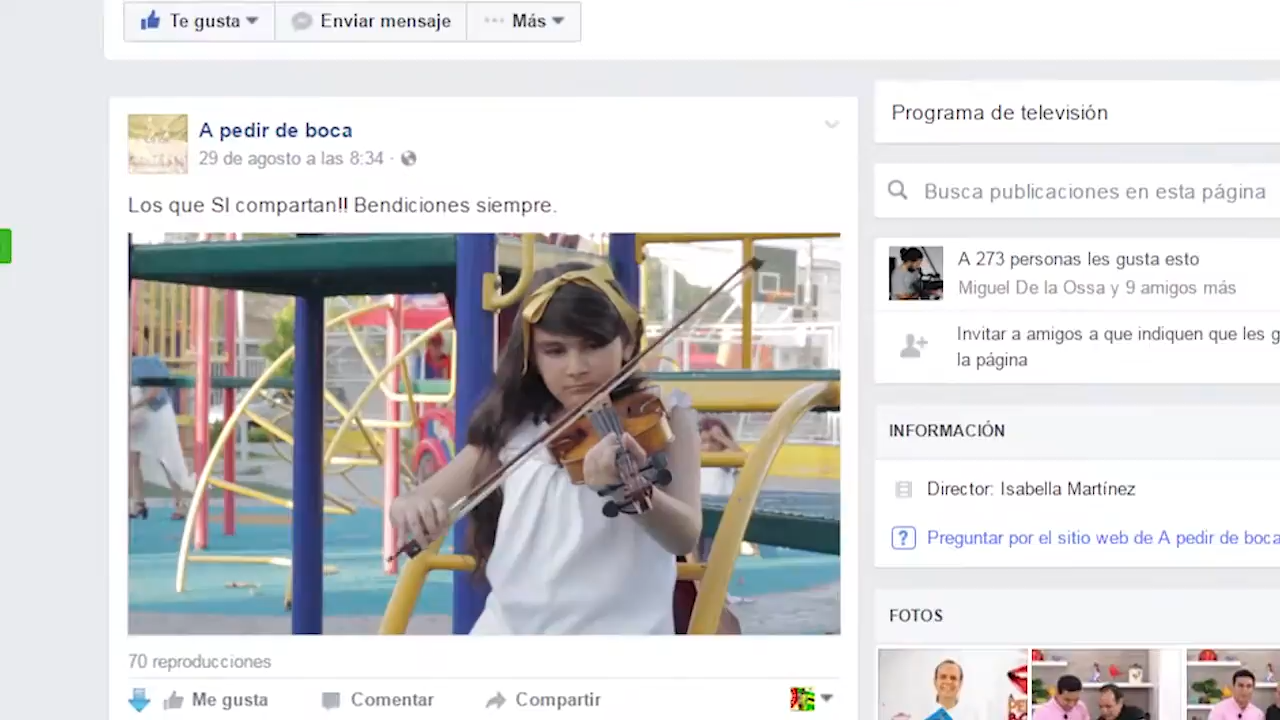 Te gusta
Enviar mensaje
Más
A pedir de boca
29 de agosto a las 8:34 ·
Los que SI compartan!! Bendiciones siempre.
70 reproducciones
Me gusta
Comentar
Compartir
Programa de televisión
Busca publicaciones en esta página
A 273 personas les gusta esto
Miguel De la Ossa y 9 amigos más
Invitar a amigos a que indiquen que les g
la página
INFORMACIÓN
Director: Isabella Martínez
? Preguntar por el sitio web de A pedir de boca
FOTOS